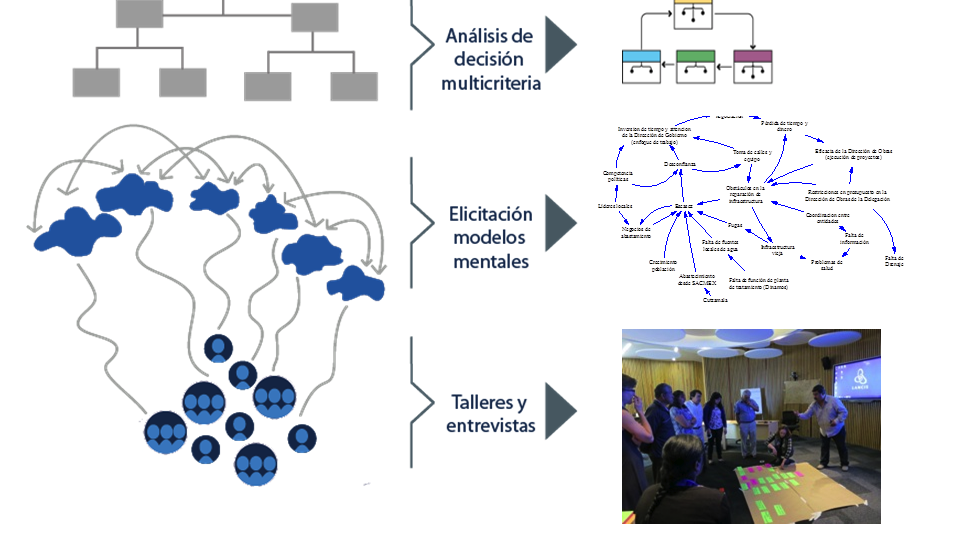 Análisis de
decisión
multicriteria
Elicitación
modelos
mentales
Talleres y
entrevistas
Pérdida de tiempo y
dinero
Inversión de tiempo y atención
de la Dirección de Gobierno
(enfoque de trabajo)
Eficacia de la Dirección de Obras
(ejecución de proyectos)
Toma de calles y
equipo
Desconfianza
Competencia
políticas
Obstáculos en la
reparación de
infraestructura
Restricciones en presupuesto en la
Dirección de Obras de la Delegación
Líderes locales
Escasez
Coordinación entre
entidades
Negocios de
abastamiento
Fugas
Falta de
información
Falta de fuentes
locales de agua
Infraestructura
vieja
Crecimiento
población
Problemas de
salud
Falta de
Drenaje
Abastecimiento
desde SACMEX
Falta de función de planta
de tratamiento (Dínamos)
Cutzamala
LANCIS